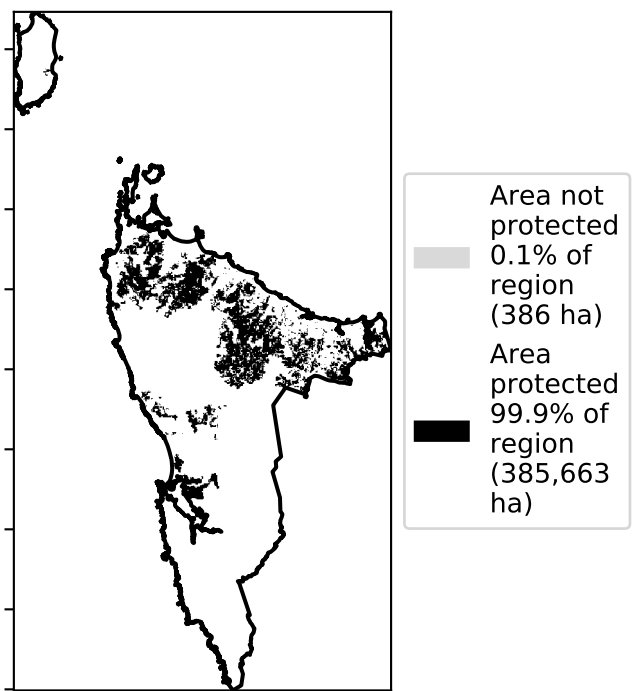 Area not
protected
0.1% of
region
(386 ha)
Area
protected
99.9% of
region
(385,663
ha)